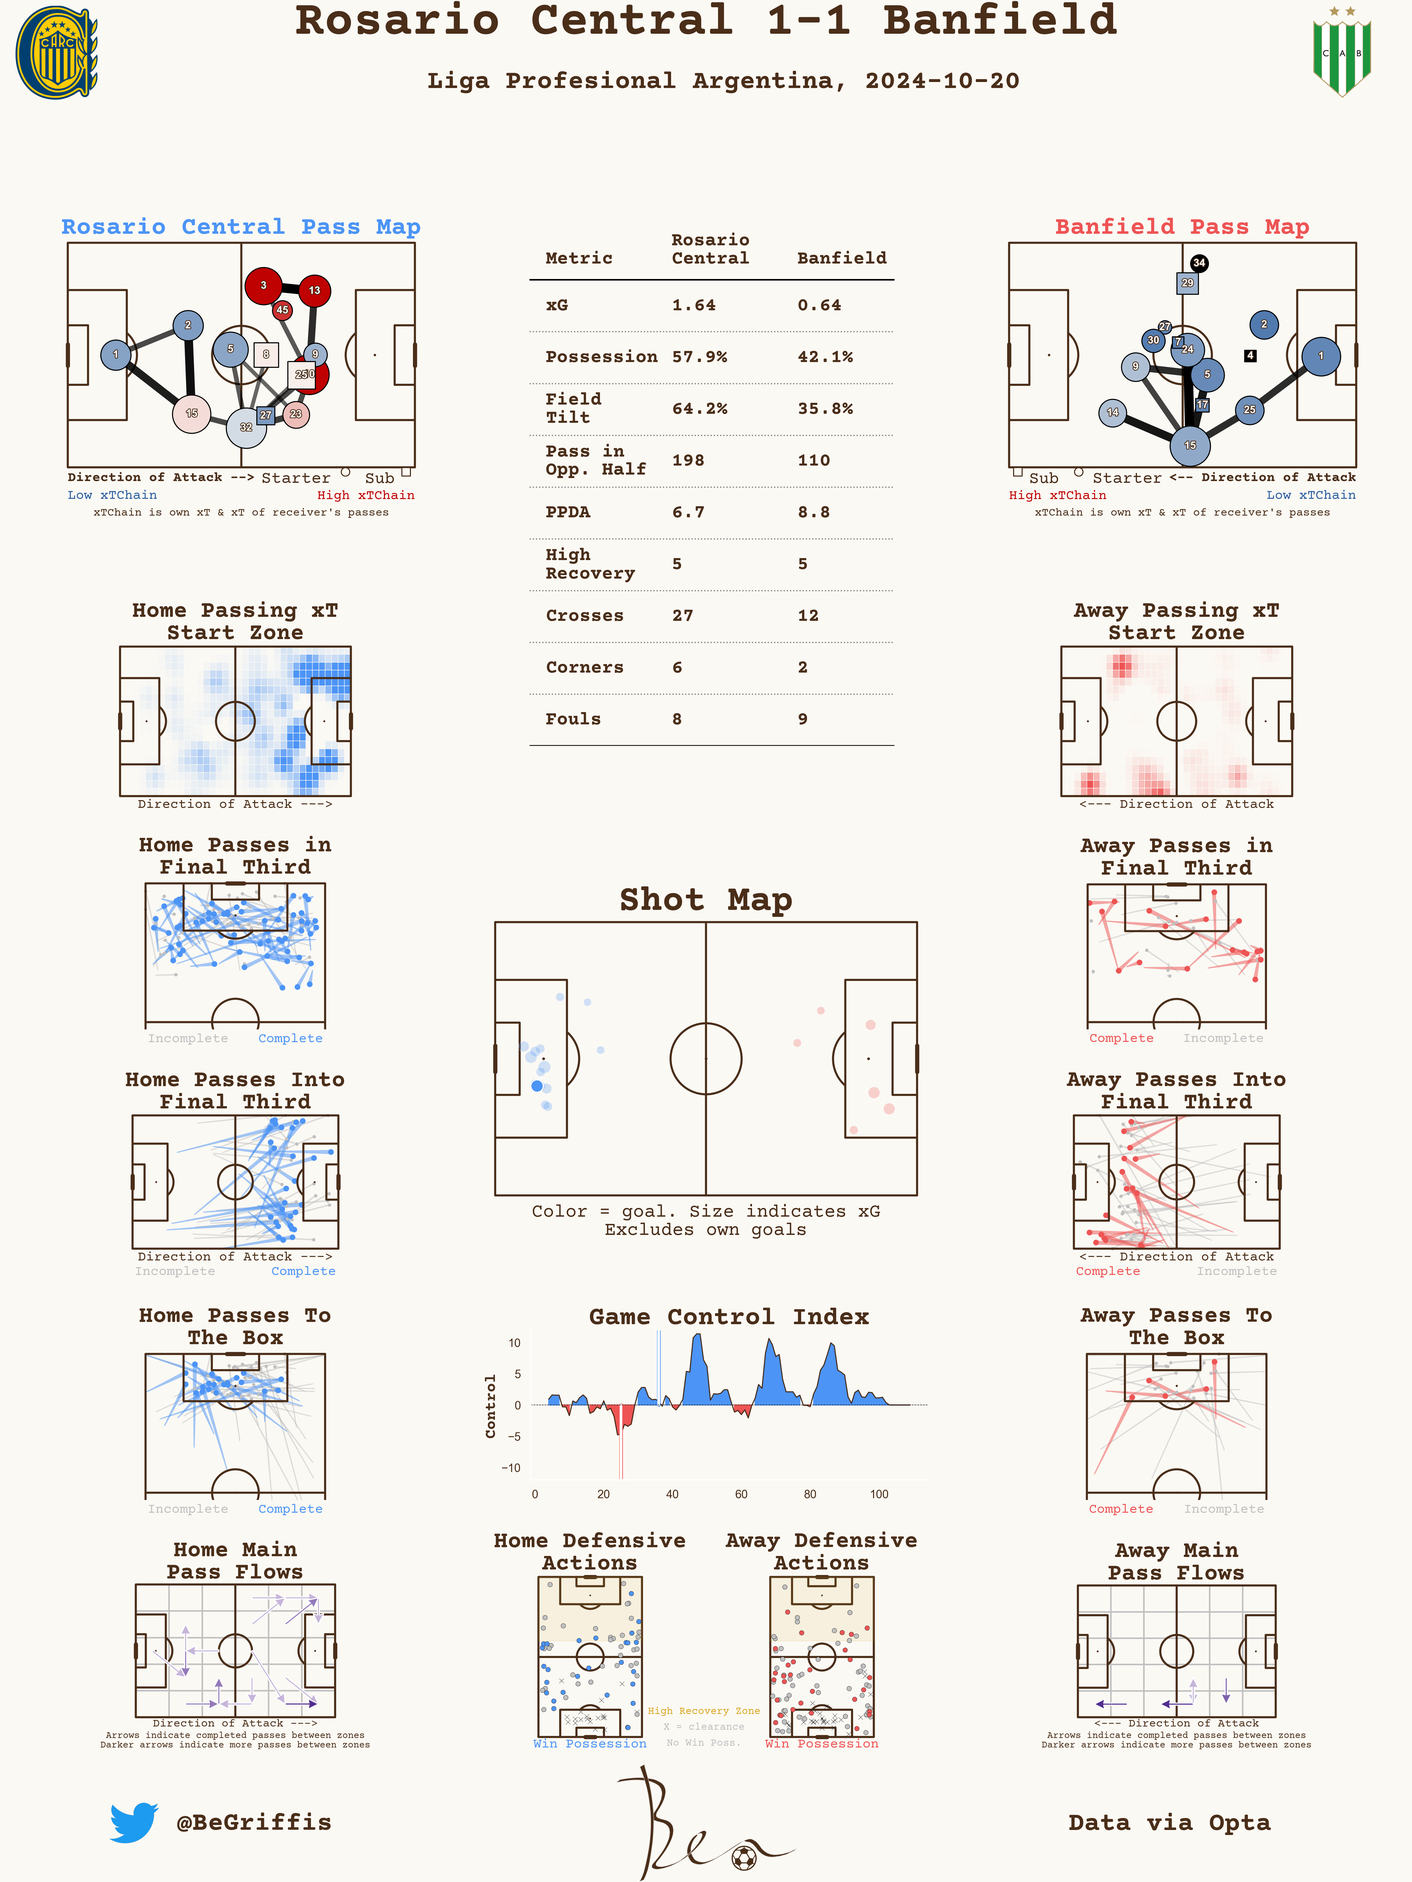 Rosario Central 1-1 Banfield
Liga Profesional Argentina, 2024-10-20
CARC
C A B
Rosario Central Pass Map
3
13
45
2
1
5
8
9
25
0
15
32
27
23
Direction of Attack --> Starter Sub
Low xTChain High xTChain
xTChain is own xT & xT of receiver's passes
Metric Rosario Central Banfield
xG 1.64 0.64
Possession 57.9% 42.1%
Field Tilt 64.2% 35.8%
Pass in Opp. Half 198 110
PPDA 6.7 8.8
High Recovery 5 5
Crosses 27 12
Corners 6 2
Fouls 8 9
Banfield Pass Map
34
29
27
30
7
24
2
4
1
9
5
14
17
25
15
Sub Starter <-- Direction of Attack
High xTChain Low xTChain
xTChain is own xT & xT of receiver's passes
Home Passing xT
Start Zone
Direction of Attack --->
Away Passing xT
Start Zone
<--- Direction of Attack
Home Passes in
Final Third
Incomplete Complete
Away Passes in
Final Third
Complete Incomplete
Shot Map
Color = goal. Size indicates xG
Excludes own goals
Home Passes Into
Final Third
Direction of Attack --->
Incomplete Complete
Away Passes Into
Final Third
<--- Direction of Attack
Complete Incomplete
Home Passes To
The Box
Incomplete Complete
Game Control Index
Control
10
5
0
−5
−10
0 20 40 60 80 100
Away Passes To
The Box
Complete Incomplete
Home Main
Pass Flows
Direction of Attack --->
Arrows indicate completed passes between zones
Darker arrows indicate more passes between zones
Home Defensive
Actions
Win Possession
High Recovery Zone
X = clearance
No Win Poss.
Away Defensive
Actions
Win Possession
Away Main
Pass Flows
<--- Direction of Attack
Arrows indicate completed passes between zones
Darker arrows indicate more passes between zones
@BeGriffis
Ben
Data via Opta